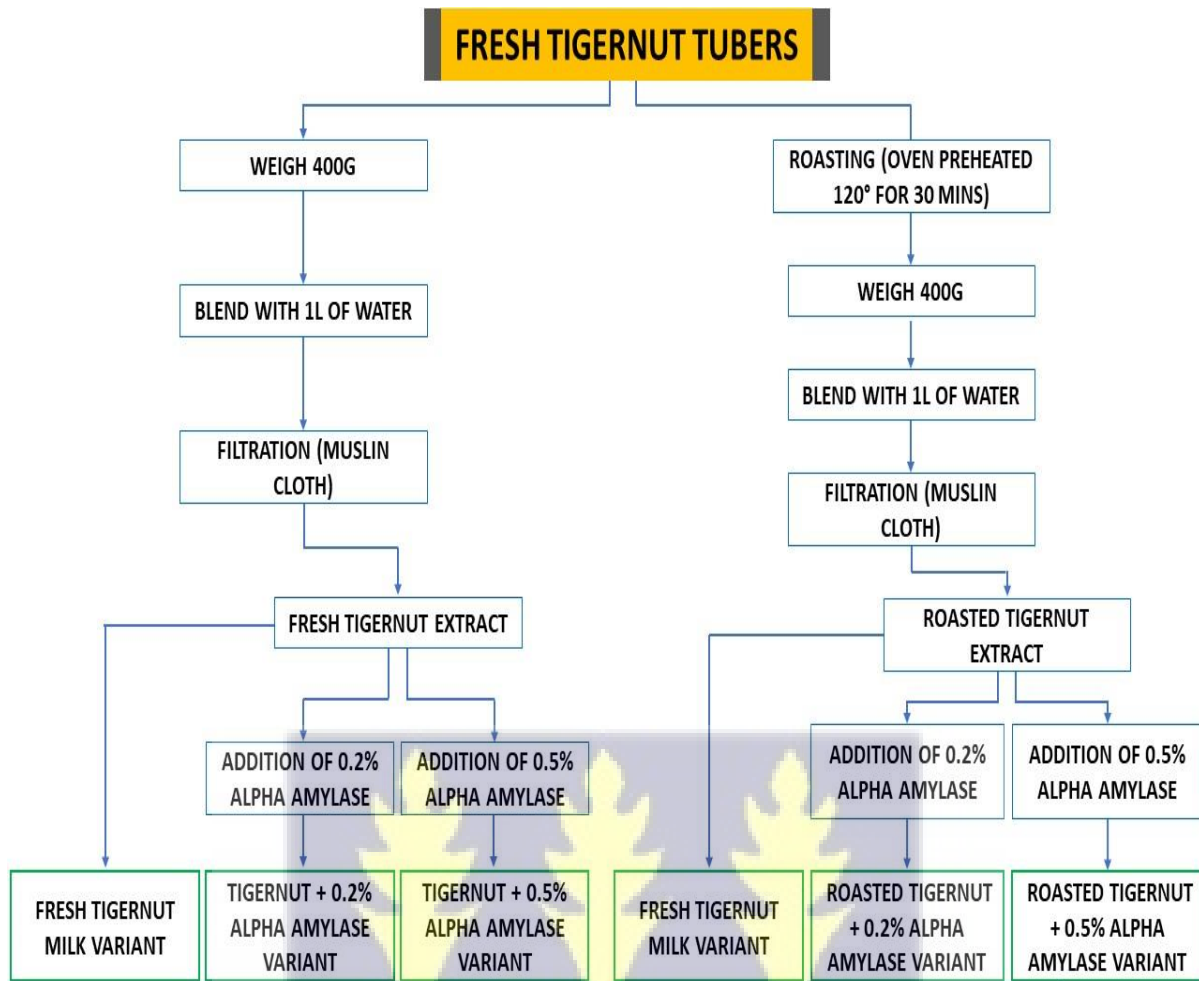 FRESH TIGERNUT TUBERS
WEIGH 400G
BLEND WITH 1L OF WATER
FILTRATION (MUSLIN
CLOTH)
FRESH TIGERNUT EXTRACT
ADDITION OF 0.2%
ALPHA AMYLASE
ADDITION OF 0.5%
ALPHA AMYLASE
FRESH TIGERNUT
MILK VARIANT
TIGERNUT + 0.2%
ALPHA AMYLASE
VARIANT
TIGERNUT + 0.5%
ALPHA AMYLASE
VARIANT
ROASTING (OVEN PREHEATED
120° FOR 30 MINS)
WEIGH 400G
BLEND WITH 1L OF WATER
FILTRATION (MUSLIN
CLOTH)
ROASTED TIGERNUT
EXTRACT
ADDITION OF 0.2%
ALPHA AMYLASE
ADDITION OF 0.5%
ALPHA AMYLASE
FRESH TIGERNUT
MILK VARIANT
ROASTED TIGERNUT
+ 0.2% ALPHA
AMYLASE VARIANT
ROASTED TIGERNUT
+ 0.5% ALPHA
AMYLASE VARIANT